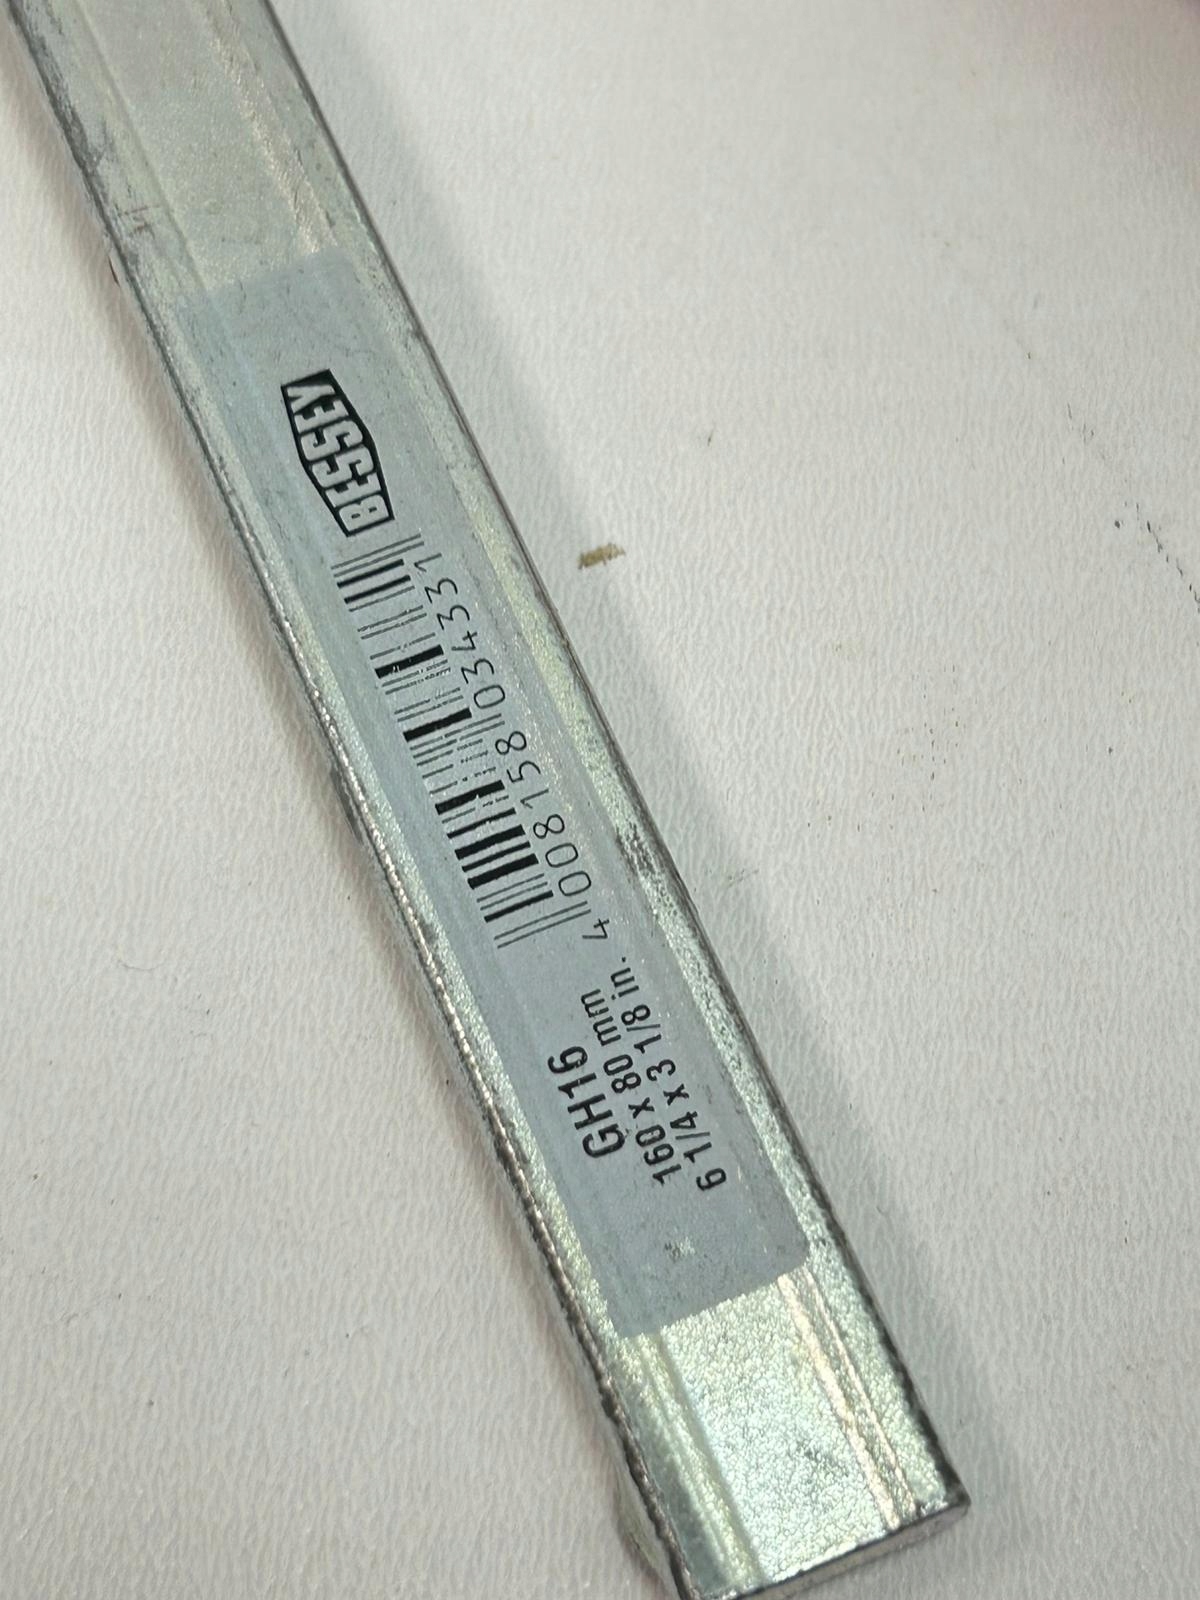 GH16
160 x 80 mm
6 1/4 x 3 1/8 in.
4 008158 034331
BESSEY